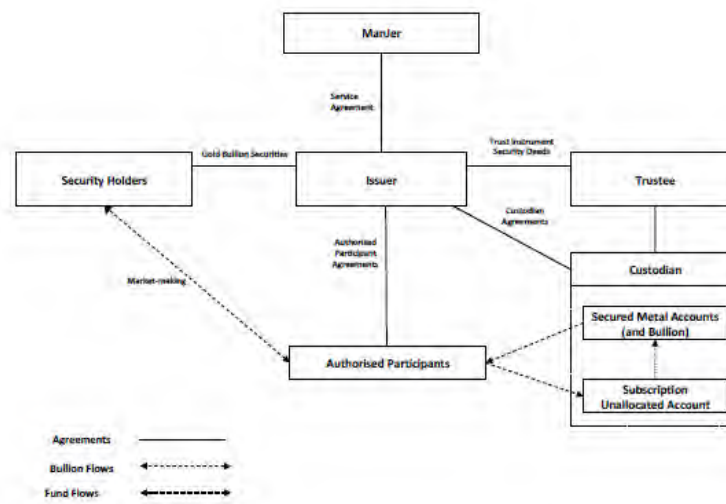 ManJer
Service
Agreement
Gold Bullion Securities
Trust Instrument
Security Deeds
Security Holders
Issuer
Trustee
Custodian
Agreements
Authorised
Participant
Agreements
Custodian
Market-making
Secured Metal Accounts
(and Bullion)
Authorised Participants
Subscription
Unallocated Account
Agreements
Bullion Flows
Fund Flows